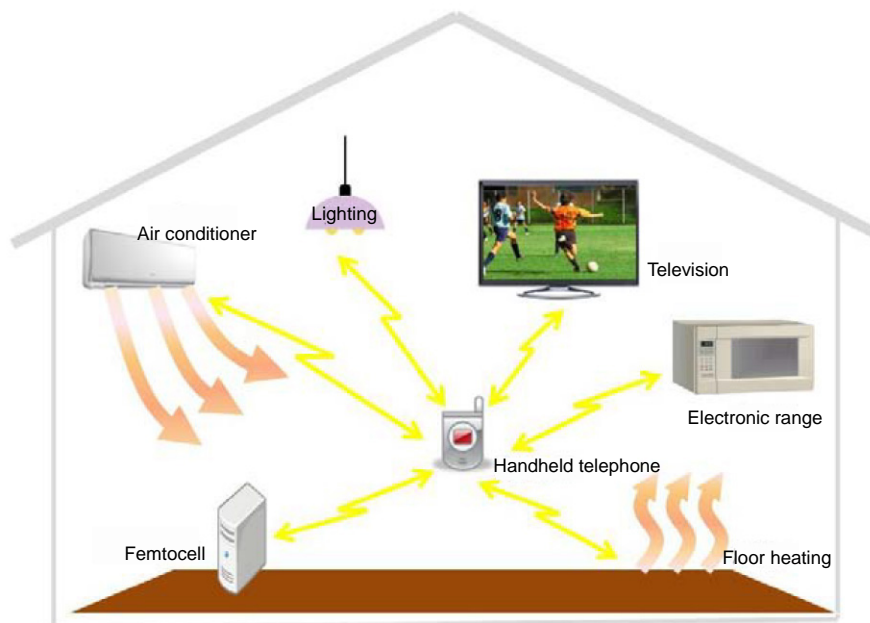 Lighting
Air conditioner
Television
Electronic range
Handheld telephone
Femtocell
Floor heating